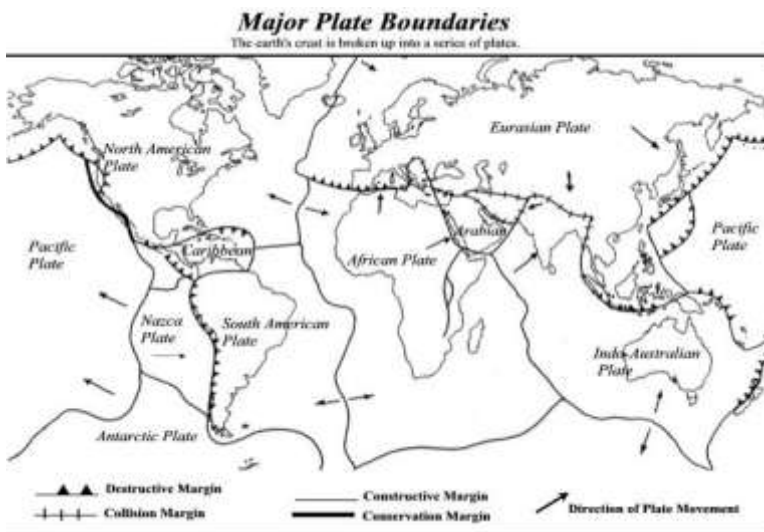 Major Plate Boundaries
The earth's crust is broken up into a series of plates.
North American
Plate
Eurasian Plate
Pacific
Plate
Caribbean
African Plate
Arabian
Pacific
Plate
Nazca
Plate
South American
Plate
Indo Australian
Plate
Antarctic Plate
Destructive Margin
Collision Margin
Constructive Margin
Conservation Margin
Direction of Plate Movement